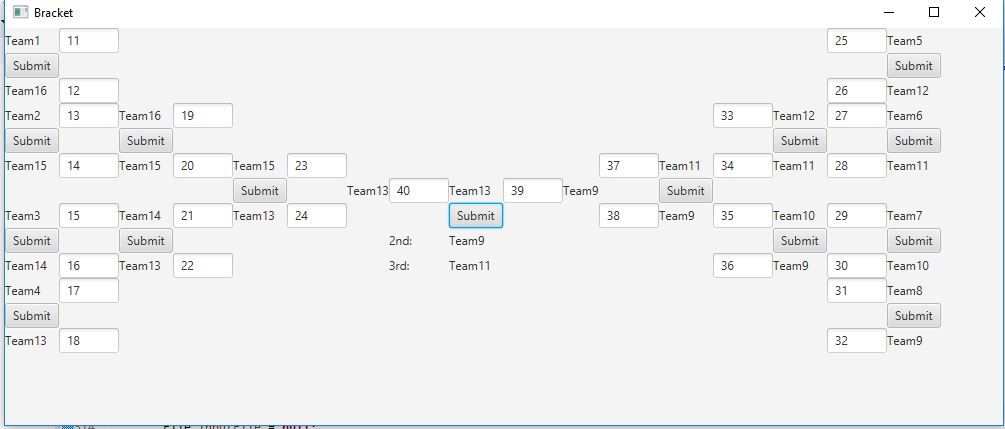 Bracket
Team1 11 25 Team5
Submit Submit
Team16 12 26 Team12
Team2 13 Team16 19 33 Team12 27 Team6
Submit Submit Submit Submit
Team15 14 Team15 20 Team15 23 37 Team11 34 Team11 28 Team11
Submit Team13 40 Team13 39 Team9 Submit
Team3 15 Team14 21 Team13 24 Submit 38 Team9 35 Team10 29 Team7
Submit Submit 2nd: Team9 Submit Submit
Team14 16 Team13 22 3rd: Team11 36 Team9 30 Team10
Team4 17 31 Team8
Submit Submit
Team13 18 32 Team9